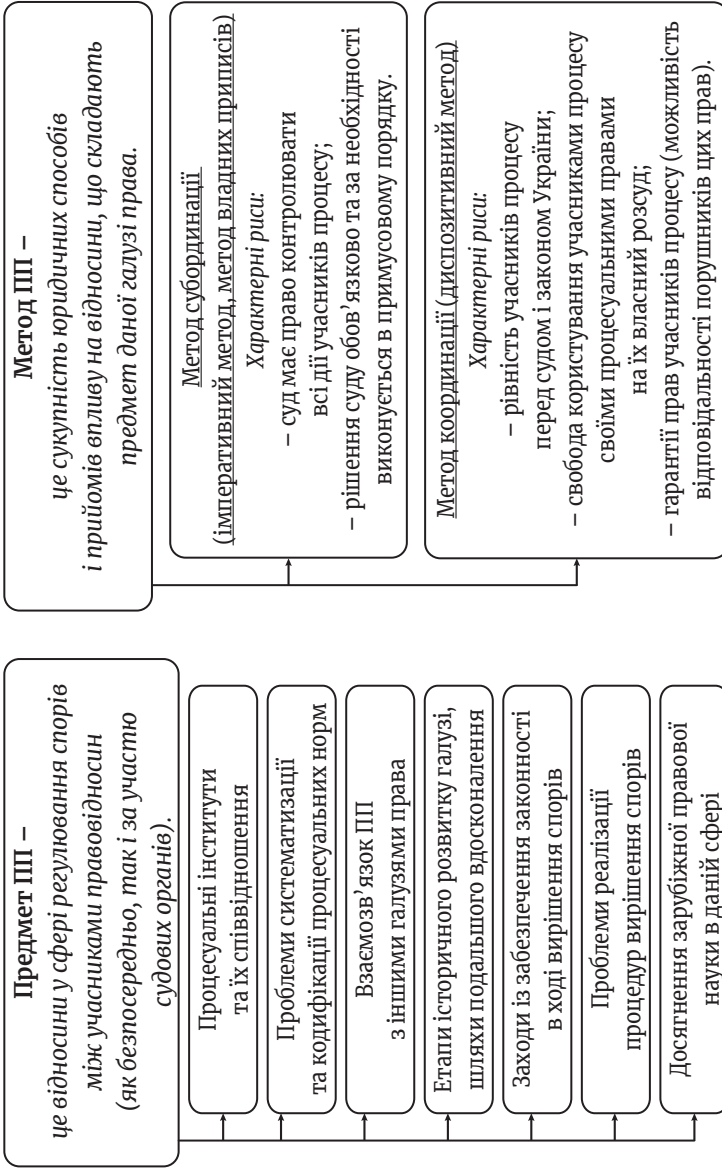 Предмет ПП –
це відносини у сфері регулювання спорів
між учасниками правовідносин
(як безпосередньо, так і за участю
судових органів).
Процесуальні інститути
та їх співвідношення
Проблеми систематизації
та кодифікації процесуальних норм
Взаємозв'язок ПП
з іншими галузями права
Етапи історичного розвитку галузі,
шляхи подальшого вдосконалення
Заходи із забезпечення законності
в ході вирішення спорів
Проблеми реалізації
процедур вирішення спорів
Досягнення зарубіжної правової
науки в даній сфері
Метод ПП –
це сукупність юридичних способів
і прийомів впливу на відносини, що складають
предмет даної галузі права.
Метод субординації
(імперативний метод, метод владних приписів)
Характерні риси:
– суд має право контролювати
всі дії учасників процесу;
– рішення суду обов'язково та за необхідності
виконується в примусовому порядку.
Метод координації (диспозитивний метод)
Характерні риси:
– рівність учасників процесу
перед судом і законом України;
– свобода користування учасниками процесу
своїми процесуальними правами
на їх власний розсуд;
– гарантії прав учасників процесу (можливість
відповідальності порушників цих прав).